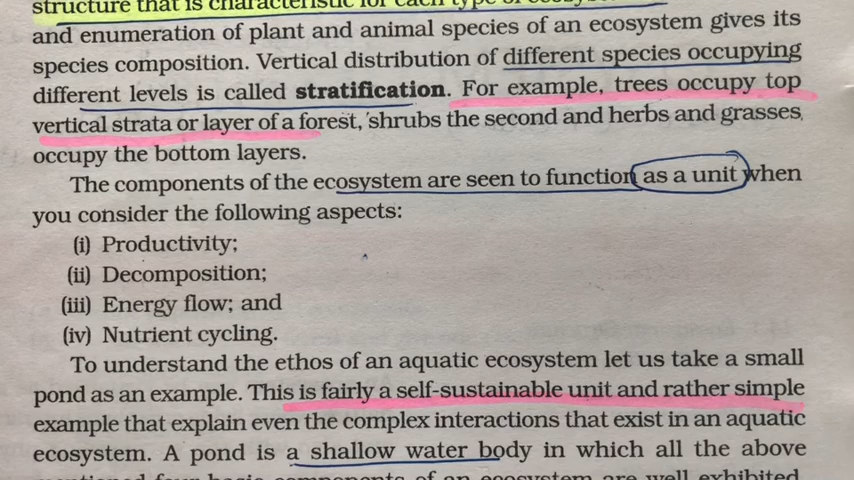 structure that is characteristic for each type of
and enumeration of plant and animal species of an ecosystem gives its
species composition. Vertical distribution of different species occupying
different levels is called stratification. For example, trees occupy top
vertical strata or layer of a forest, shrubs the second and herbs and grasses
occupy the bottom layers.
The components of the ecosystem are seen to function as a unit when
you consider the following aspects:
(i) Productivity;
(ii) Decomposition;
(iii) Energy flow; and
(iv) Nutrient cycling.
To understand the ethos of an aquatic ecosystem let us take a small
pond as an example. This is fairly a self-sustainable unit and rather simple
example that explain even the complex interactions that exist in an aquatic
ecosystem. A pond is a shallow water body in which all the above
mentioned four basic components of an ecosystem are well exhibited.